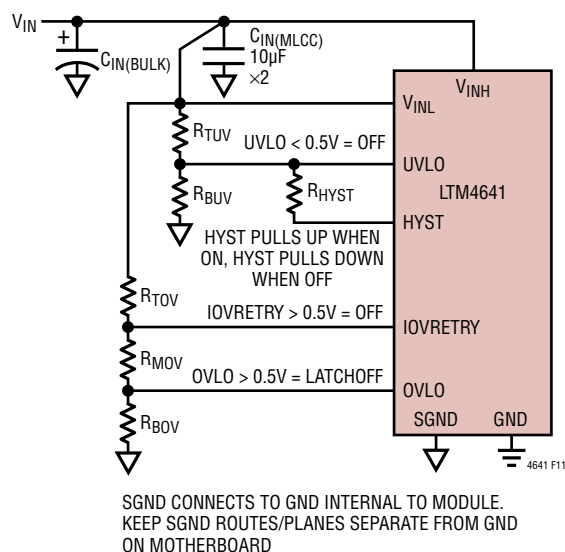 VIN
+
CIN(BULK)
CIN(MLCC)
10µF
×2
VINH
VINL
RTUV
UVLO < 0.5V = OFF
UVLO
RBUV
RHYST
LTM4641
HYST
HYST PULLS UP WHEN
ON, HYST PULLS DOWN
WHEN OFF
RTOV
IOVRETRY > 0.5V = OFF
IOVRETRY
RMOV
OVLO > 0.5V = LATCHOFF
OVLO
RBOV
SGND
GND
4641 F11
SGND CONNECTS TO GND INTERNAL TO MODULE.
KEEP SGND ROUTES/PLANES SEPARATE FROM GND
ON MOTHERBOARD